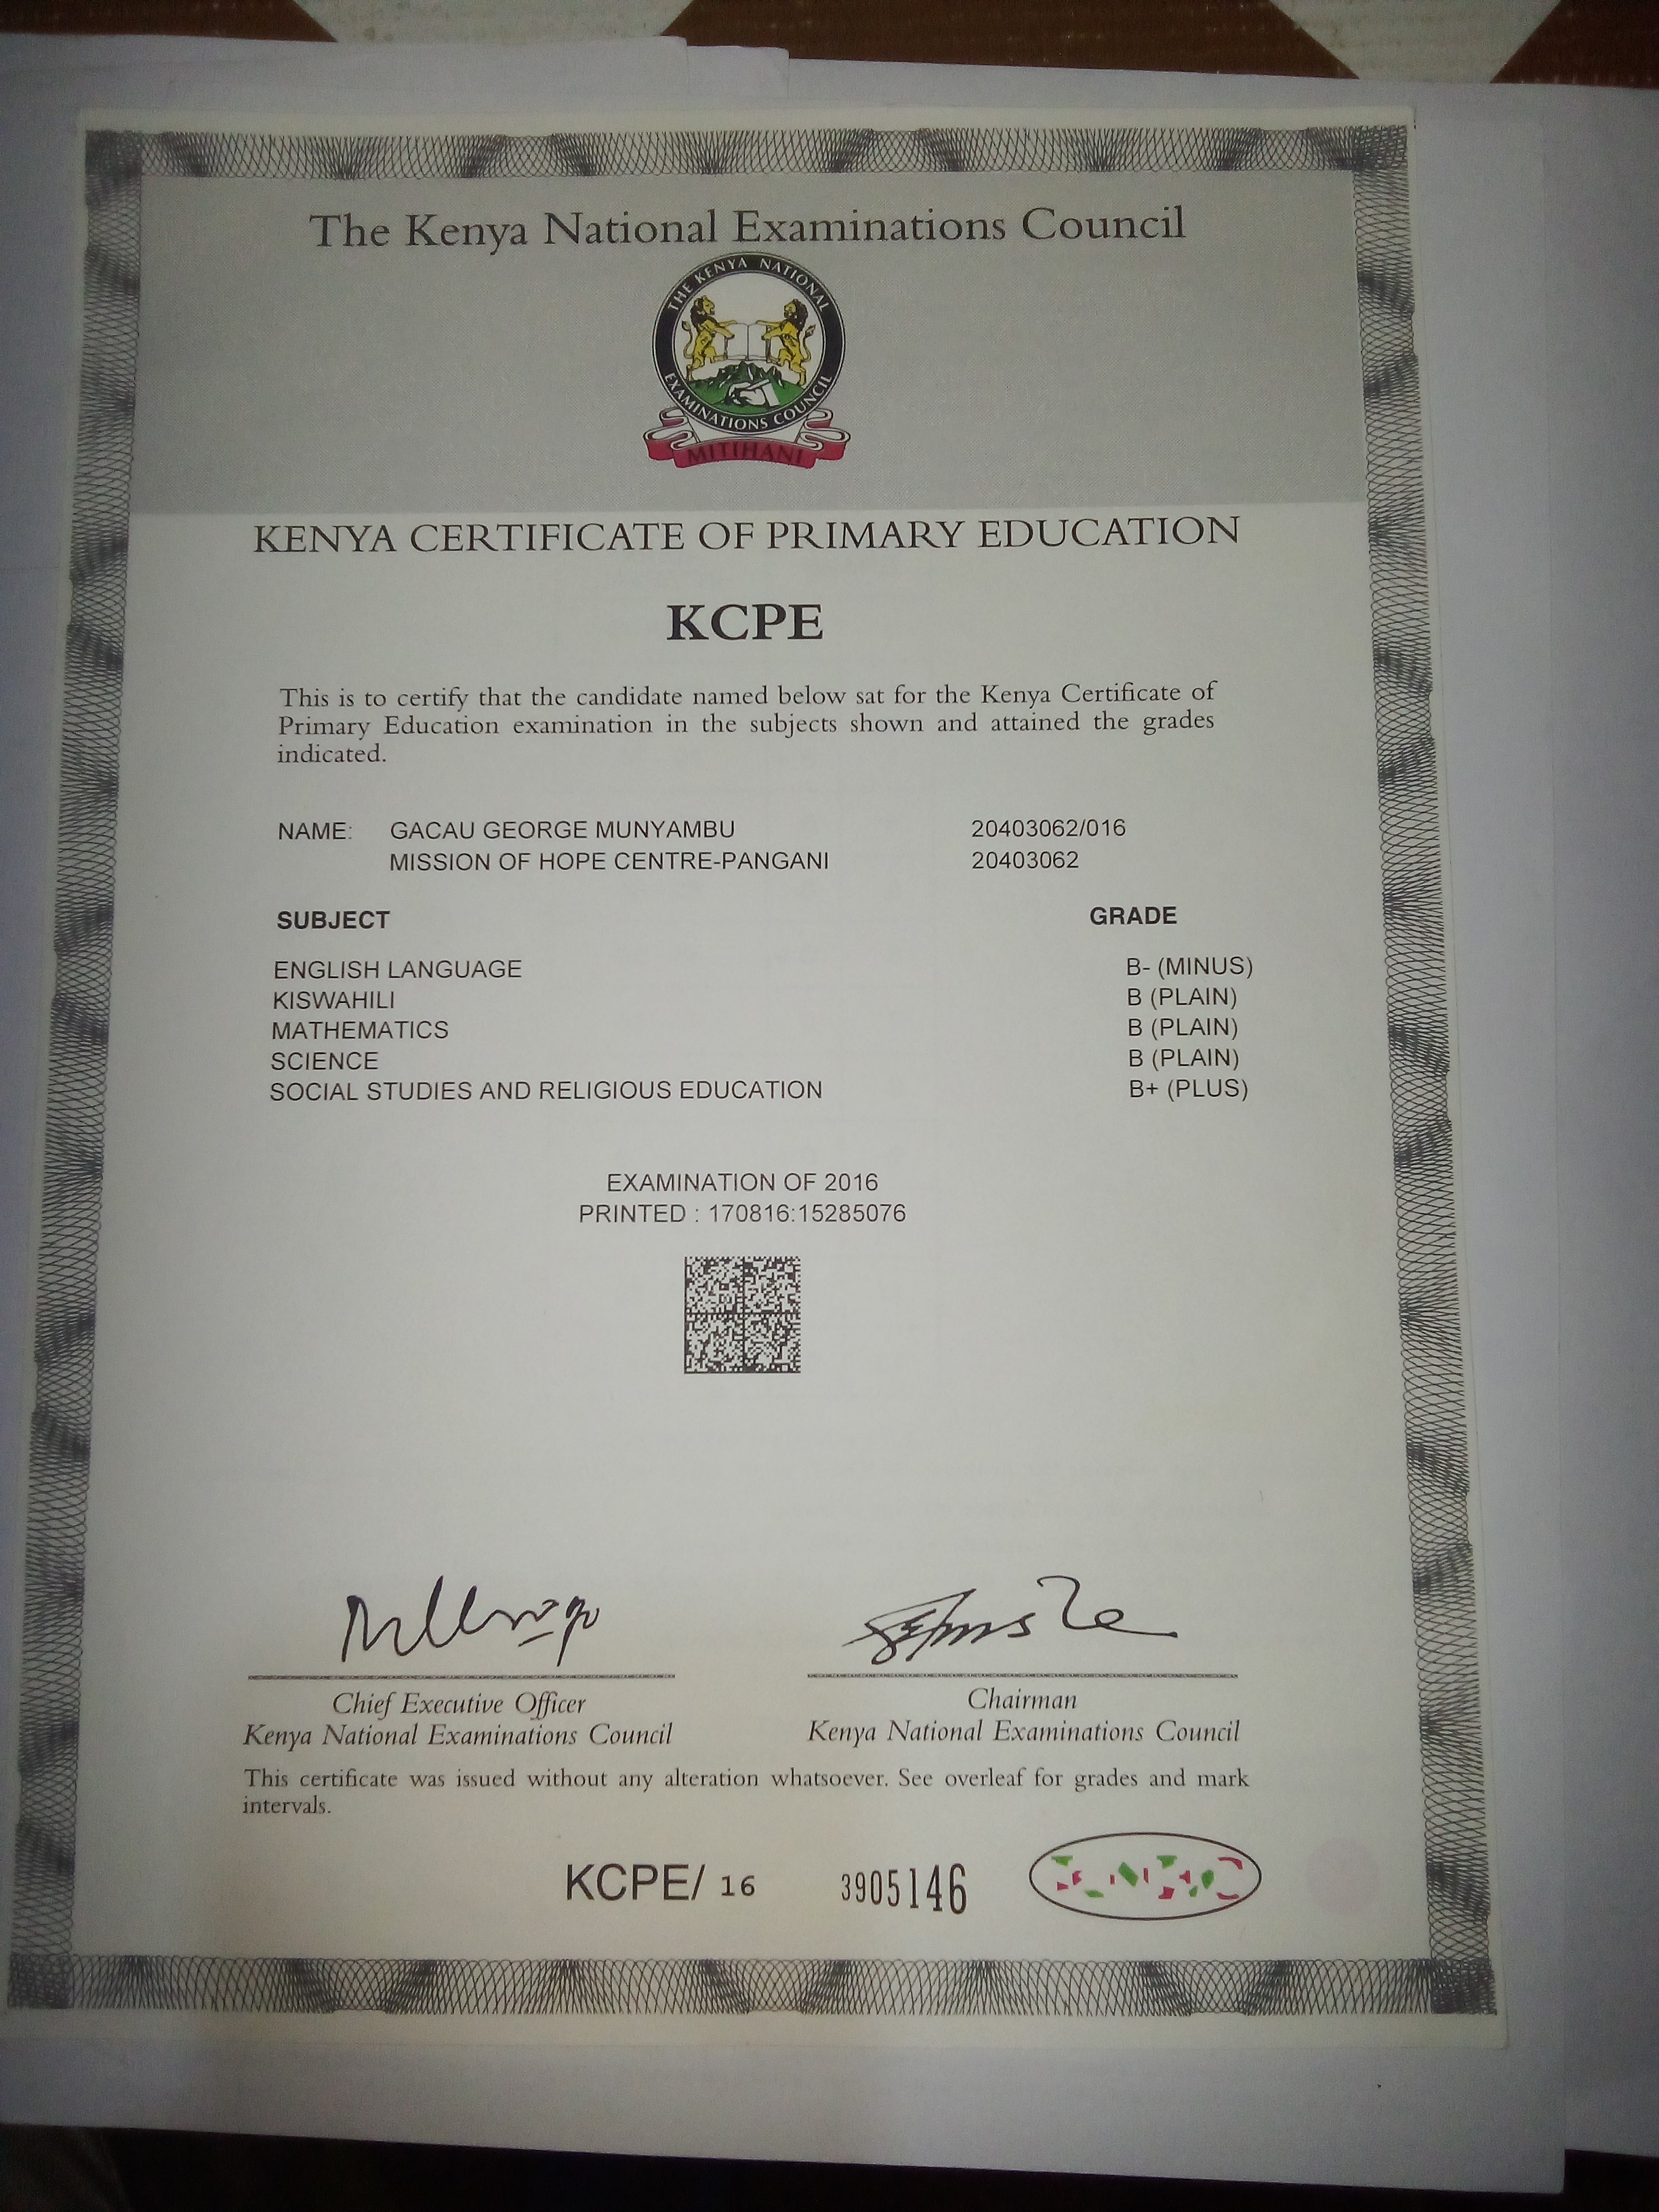 The Kenya National Examinations Council
THE KENYA NATIONAL
EXAMINATIONS COUNCIL
MITIHANI
KENYA CERTIFICATE OF PRIMARY EDUCATION
KCPE
This is to certify that the candidate named below sat for the Kenya Certificate of
Primary Education examination in the subjects shown and attained the grades
indicated.
NAME: GACAU GEORGE MUNYAMBU 20403062/016
MISSION OF HOPE CENTRE-PANGANI 20403062
SUBJECT GRADE
ENGLISH LANGUAGE B- (MINUS)
KISWAHILI B (PLAIN)
MATHEMATICS B (PLAIN)
SCIENCE B (PLAIN)
SOCIAL STUDIES AND RELIGIOUS EDUCATION B+ (PLUS)
EXAMINATION OF 2016
PRINTED : 170816:15285076
Chief Executive Officer
Kenya National Examinations Council
Chairman
Kenya National Examinations Council
This certificate was issued without any alteration whatsoever. See overleaf for grades and mark
intervals.
KCPE/ 16 3905146